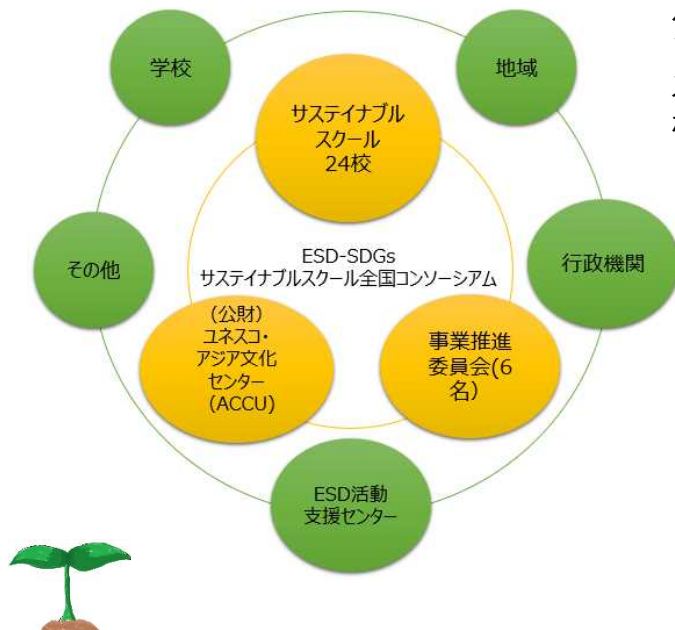 学校
地域
サステイナブル
スクール
24校
その他
行政機関
ESD-SDGs
サステイナブルスクール全国コンソーシアム
(公財)
ユネスコ・
アジア文化
センター
(ACCU)
事業推進
委員会(6
名)
ESD活動
支援センター